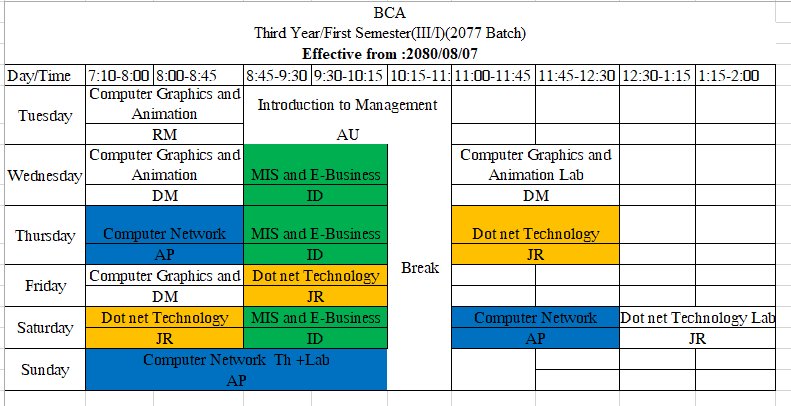 BCA
Third Year/First Semester(III/I)(2077 Batch)
Effective from :2080/08/07
Day/Time 7:10-8:00 8:00-8:45 8:45-9:30 9:30-10:15 10:15-11: 11:00-11:45 11:45-12:30 12:30-1:15 1:15-2:00
Tuesday
Computer Graphics and
Animation
RM
Introduction to Management
AU
Wednesday
Computer Graphics and
Animation
DM
MIS and E-Business
ID
Computer Graphics and
Animation Lab
DM
Thursday
Computer Network
AP
MIS and E-Business
ID
Dot net Technology
JR
Break
Friday
Computer Graphics and
DM
Dot net Technology
JR
Saturday
Dot net Technology
JR
MIS and E-Business
ID
Computer Network
AP
Dot net Technology Lab
JR
Sunday
Computer Network Th +Lab
AP